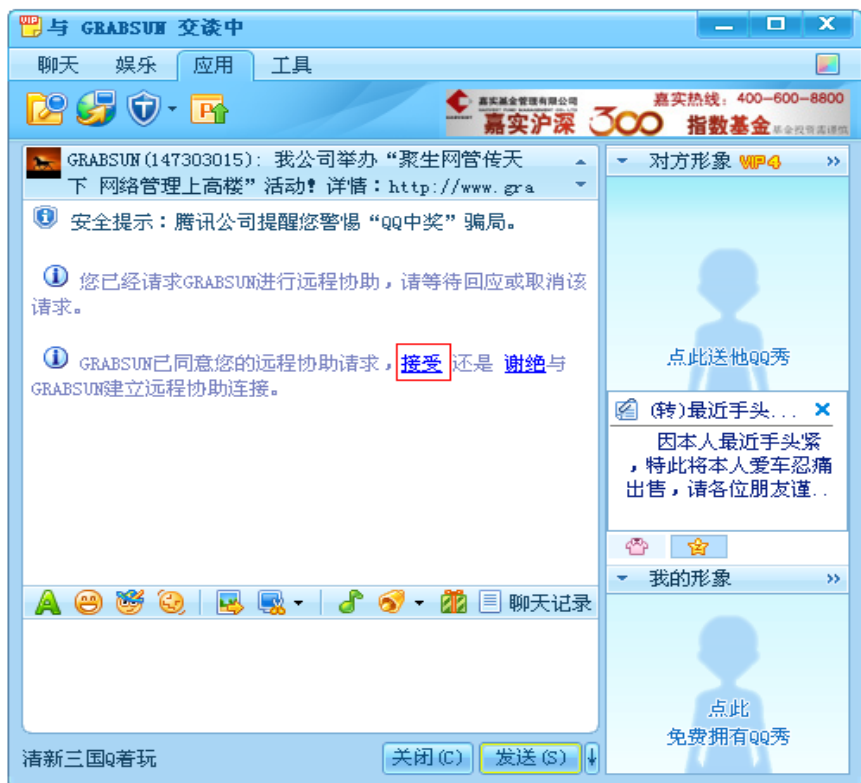 VIP
与 GRABSUN 交谈中
聊天 娱乐 应用 工具
嘉实基金管理有限公司
嘉实沪深 300
嘉实热线：400-600-8800
指数基金 基金投资需谨慎
GRABSUN(147303015): 我公司举办“聚生网管传天
下 网络管理上高楼”活动！详情：http://www.gra
安全提示：腾讯公司提醒您警惕“QQ中奖”骗局。
您已经请求GRABSUN进行远程协助，请等待回应或取消该
请求。
GRABSUN已同意您的远程协助请求，接受 还是 谢绝与
GRABSUN建立远程协助连接。
聊天记录
清新三国Q着玩
关闭(C) 发送(S)
对方形象 VIP4
点此送他QQ秀
(转)最近手头...
因本人最近手头紧
，特此将本人爱车忍痛
出售，请各位朋友谨..
我的形象
点此
免费拥有QQ秀